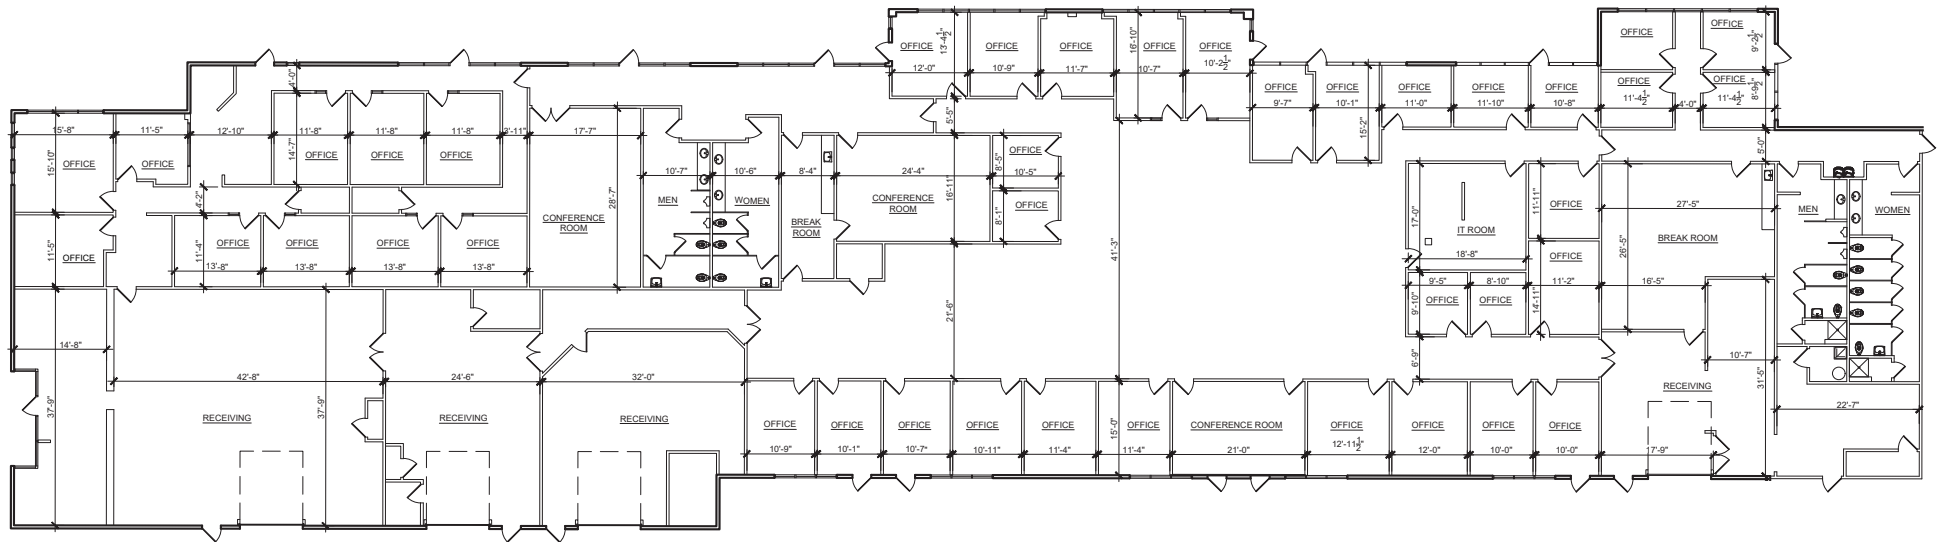 OFFICE
OFFICE
OFFICE
OFFICE
OFFICE
13'-4½"
16'-10"
12'-0"
10'-9"
11'-7"
10'-7"
10'-2½"
OFFICE
OFFICE
9'-2½"
OFFICE
OFFICE
8'-9½"
11'-4½"
4'-0"
11'-4½"
4'-0"
OFFICE
OFFICE
OFFICE
OFFICE
OFFICE
9'-7"
10'-1"
11'-0"
11'-10"
10'-8"
15'-2"
5'-5"
5'-0"
15'-8"
11'-5"
12'-10"
11'-8"
11'-8"
11'-8"
3'-11"
17'-7"
OFFICE
OFFICE
OFFICE
OFFICE
OFFICE
15'-10"
14'-7"
4'-2"
28'-7"
10'-7"
10'-6"
8'-4"
24'-4"
8'-5"
OFFICE
10'-5"
16'-11"
MEN
WOMEN
BREAK
ROOM
CONFERENCE
ROOM
OFFICE
8'-1"
CONFERENCE
ROOM
OFFICE
11'-5"
11'-4"
OFFICE
OFFICE
OFFICE
OFFICE
13'-8"
13'-8"
13'-8"
13'-8"
41'-3"
21'-6"
17'-0"
IT ROOM
18'-8"
11'-11"
OFFICE
OFFICE
9'-5"
8'-10"
11'-2"
9'-10"
OFFICE
OFFICE
14'-11"
6'-9"
27'-5"
26'-5"
BREAK ROOM
16'-5"
MEN
WOMEN
10'-7"
31'-5"
RECEIVING
22'-7"
17'-9"
14'-8"
42'-8"
24'-6"
32'-0"
37'-9"
37'-9"
RECEIVING
RECEIVING
RECEIVING
15'-0"
OFFICE
OFFICE
OFFICE
OFFICE
OFFICE
OFFICE
CONFERENCE ROOM
OFFICE
OFFICE
OFFICE
OFFICE
10'-9"
10'-1"
10'-7"
10'-11"
11'-4"
11'-4"
21'-0"
12'-11½"
12'-0"
10'-0"
10'-0"